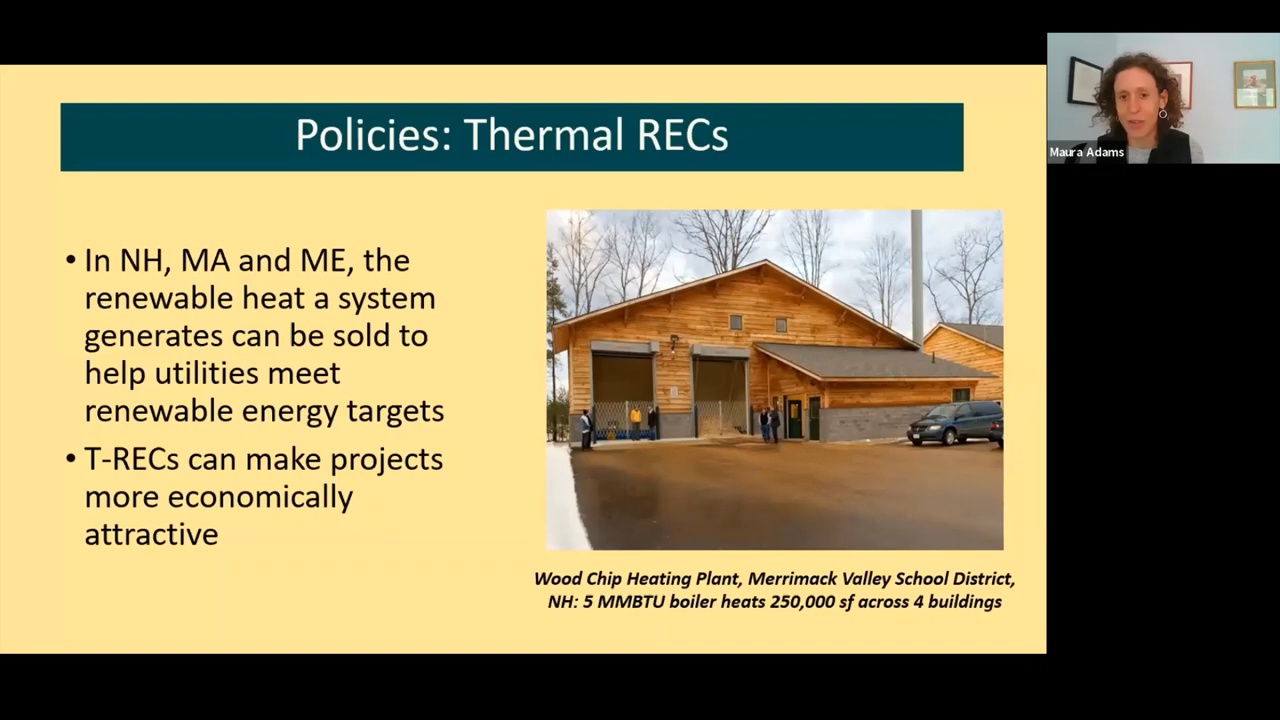 Policies: Thermal RECs
Maura Adams
• In NH, MA and ME, the
renewable heat a system
generates can be sold to
help utilities meet
renewable energy targets
• T-RECs can make projects
more economically
attractive
Wood Chip Heating Plant, Merrimack Valley School District,
NH: 5 MMBTU boiler heats 250,000 sf across 4 buildings